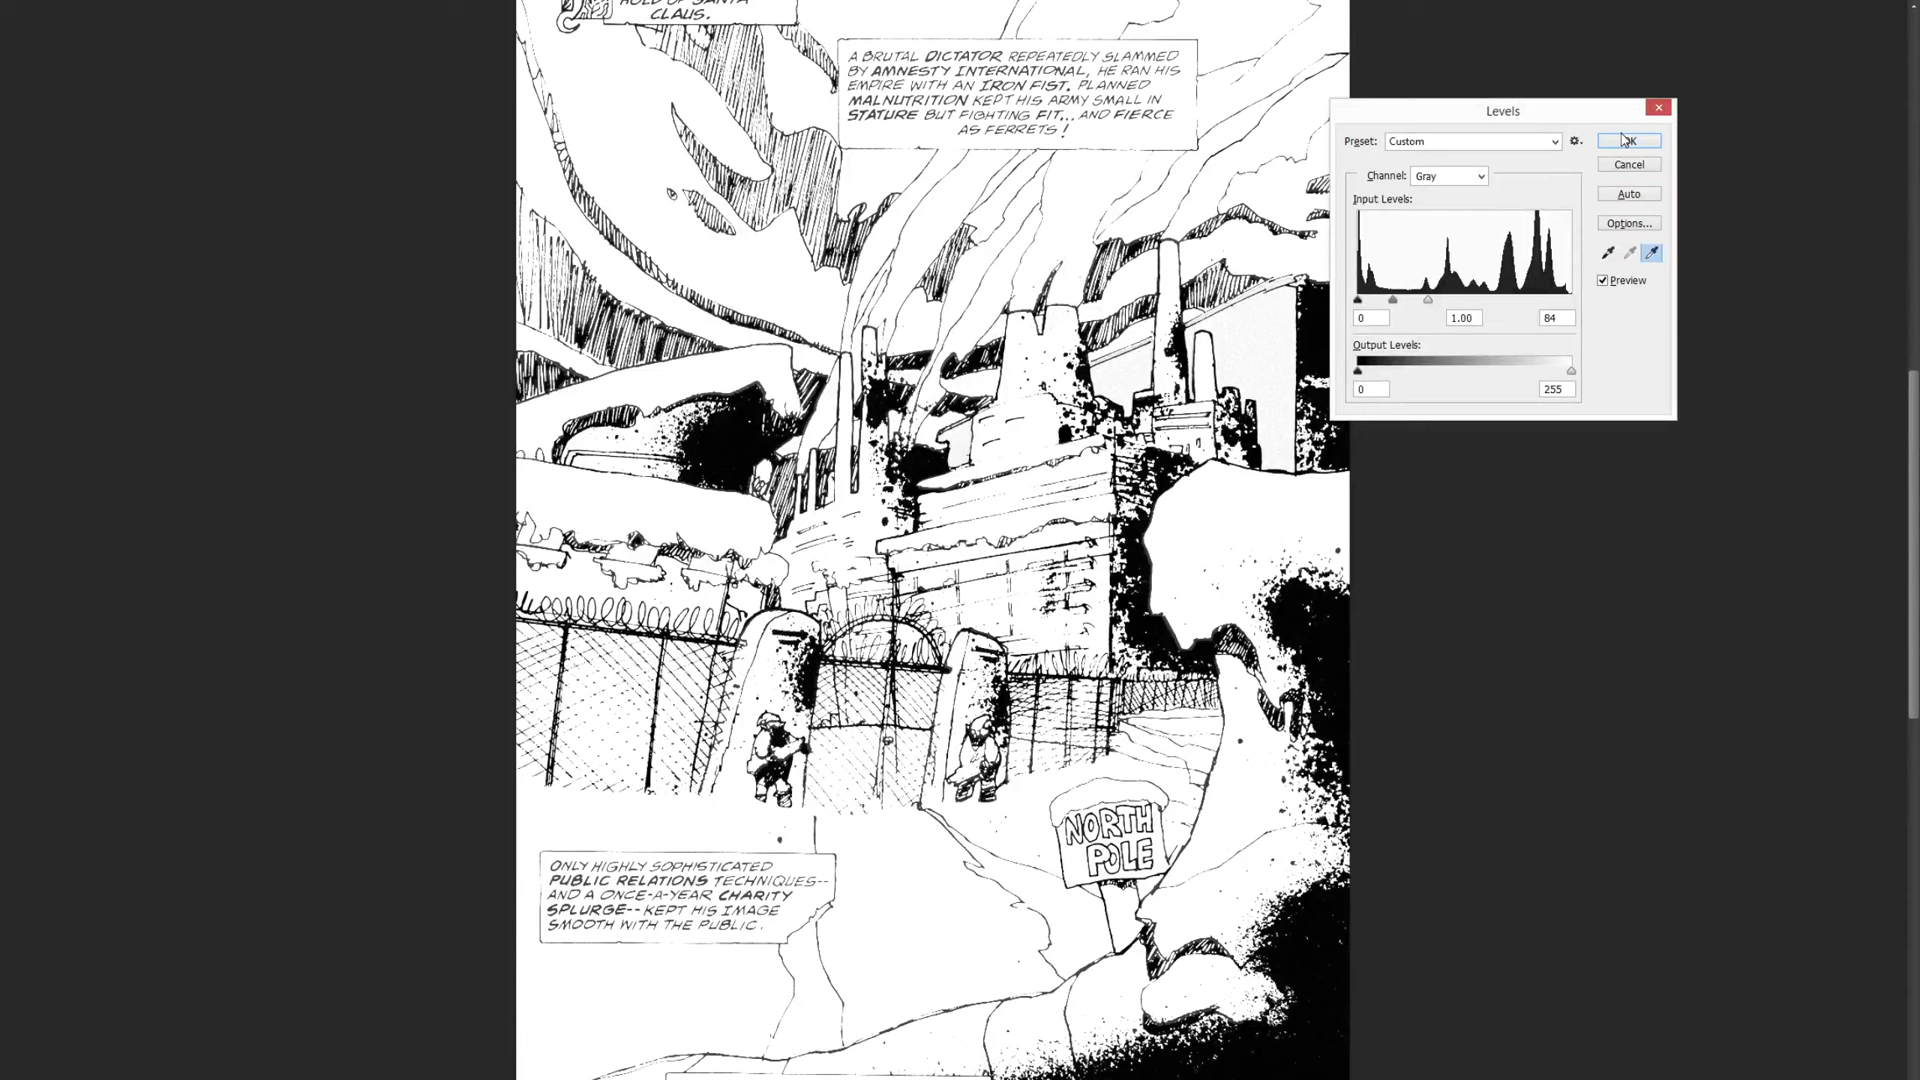 HOLD OF SANTA
CLAUS.
A BRUTAL DICTATOR REPEATEDLY SLAMMED
BY AMNESTY INTERNATIONAL, HE RAN HIS
EMPIRE WITH AN IRON FIST. PLANNED
MALNUTRITION KEPT HIS ARMY SMALL IN
STATURE BUT FIGHTING FIT... AND FIERCE
AS FERRETS!
Levels
Preset: Custom
OK
Cancel
Channel: Gray
Auto
Input Levels:
Options...
Preview
0 1.00 84
Output Levels:
0 255
NORTH
POLE
ONLY HIGHLY SOPHISTICATED
PUBLIC RELATIONS TECHNIQUES--
AND A ONCE-A-YEAR CHARITY
SPLURGE-- KEPT HIS IMAGE
SMOOTH WITH THE PUBLIC.